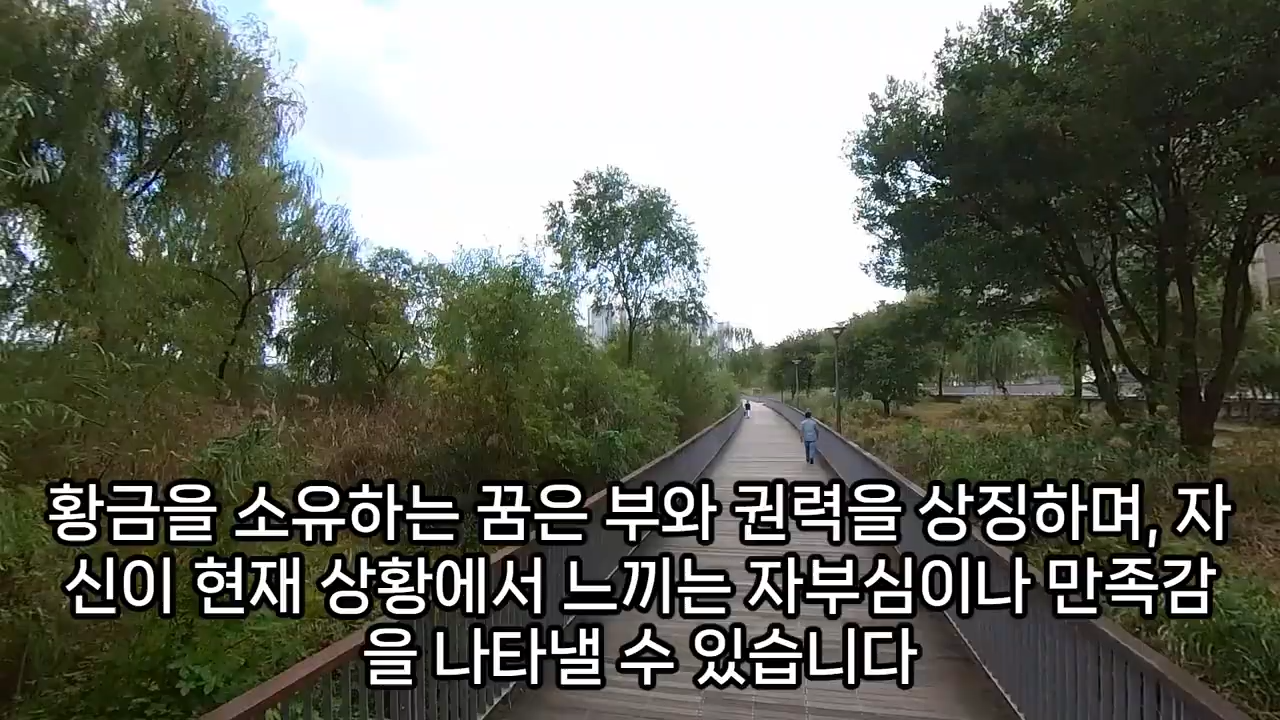 황금을 소유하는 꿈은 부와 권력을 상징하며, 자
신이 현재 상황에서 느끼는 자부심이나 만족감
을 나타낼 수 있습니다